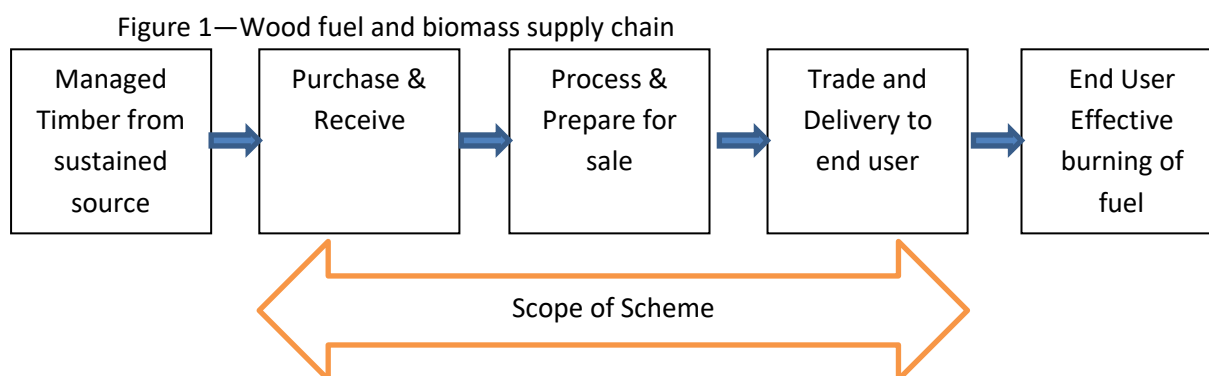 Figure 1—Wood fuel and biomass supply chain
Managed
Timber from
sustained
source
Purchase &
Receive
Process &
Prepare for
sale
Trade and
Delivery to
end user
End User
Effective
burning of
fuel
Scope of Scheme